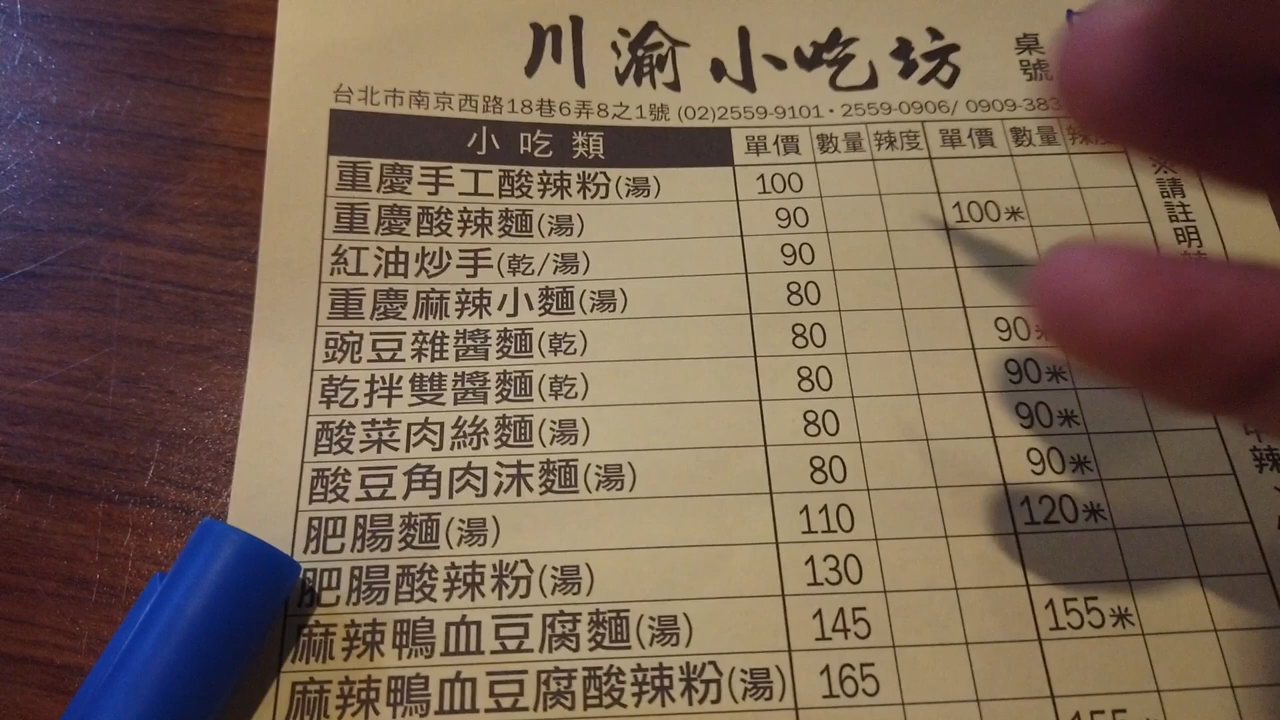 川渝小吃坊
桌號
台北市南京西路18巷6弄8之1號 (02)2559-9101・2559-0906/ 0909-383
小吃類 單價 數量 辣度 單價 數量 辣
重慶手工酸辣粉(湯) 100
重慶酸辣麵(湯) 90 100米
紅油炒手(乾/湯) 90
重慶麻辣小麵(湯) 80
豌豆雜醬麵(乾) 80 90
乾拌雙醬麵(乾) 80 90米
酸菜肉絲麵(湯) 80 90米
酸豆角肉沫麵(湯) 80 90米
肥腸麵(湯) 110 120米
肥腸酸辣粉(湯) 130
麻辣鴨血豆腐麵(湯) 145 155米
麻辣鴨血豆腐酸辣粉(湯) 165
※請註明
辣